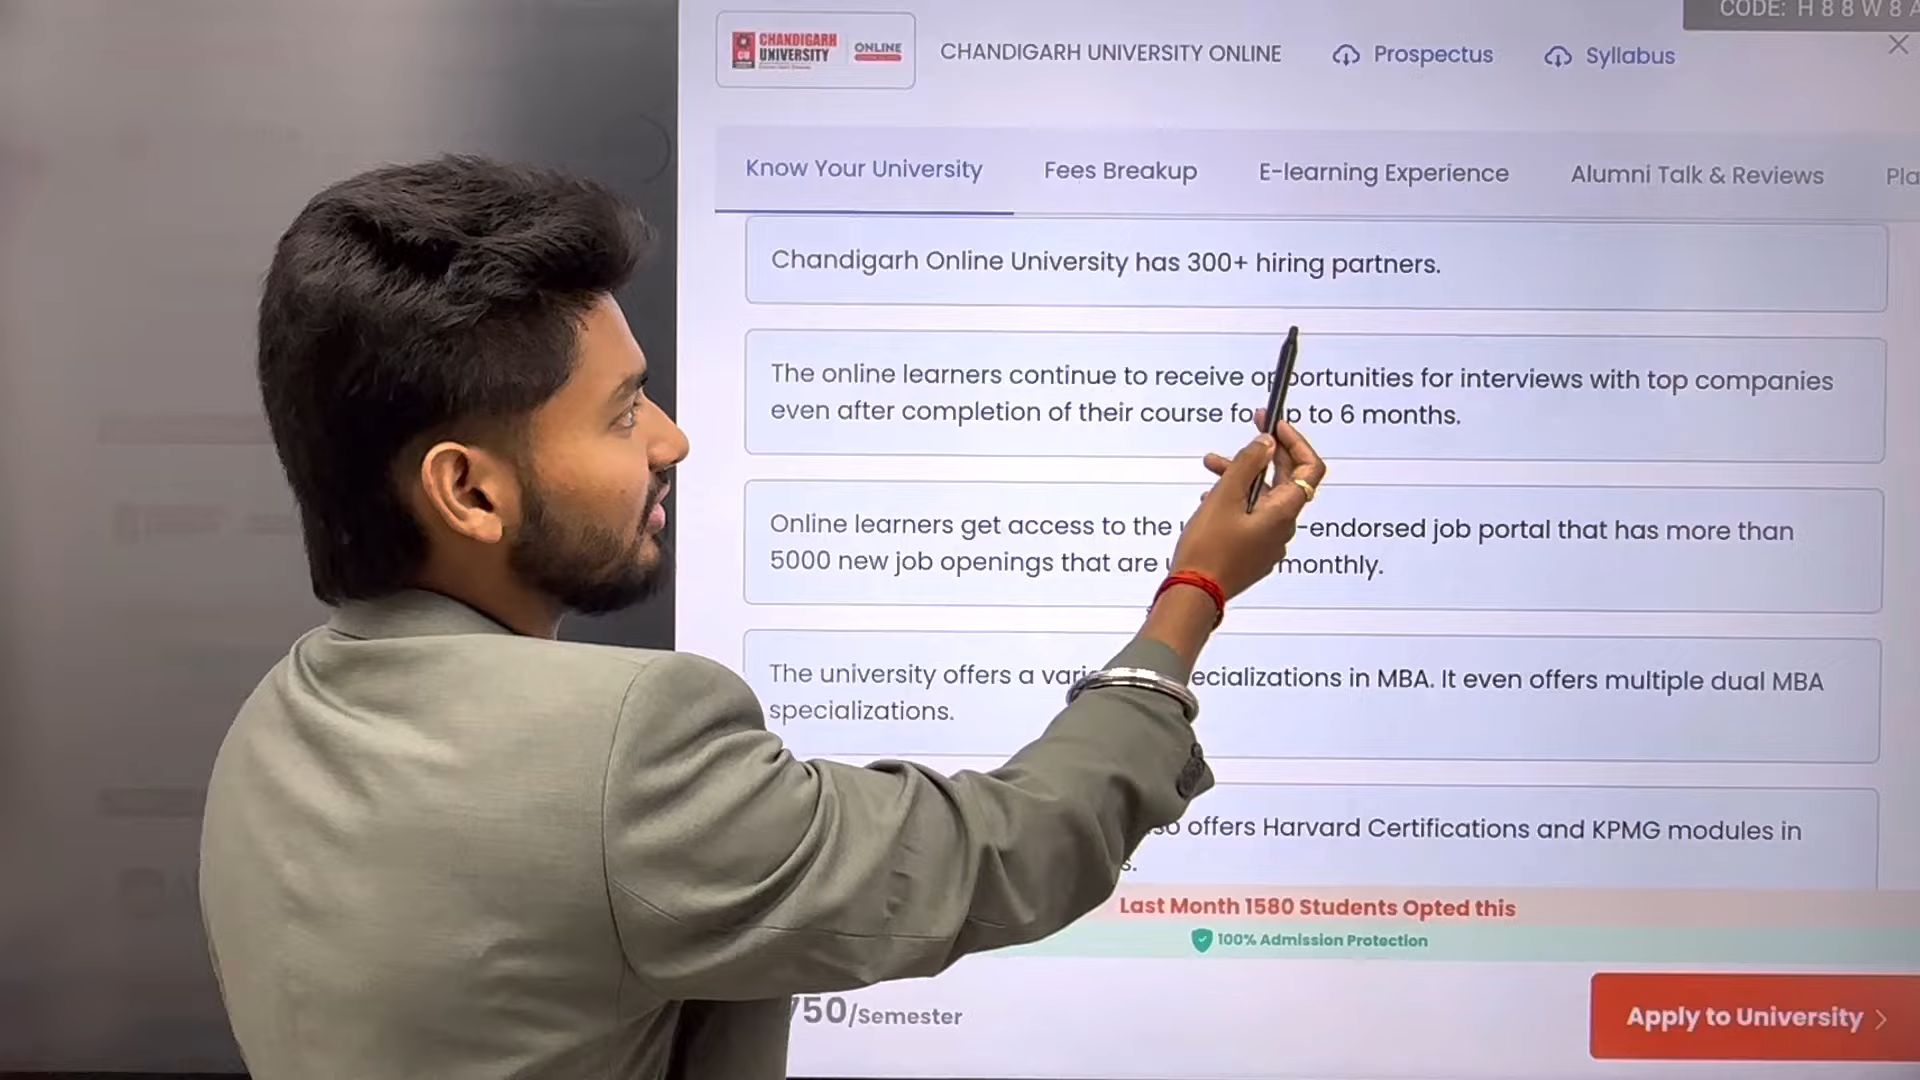 CODE: H88W8A
CHANDIGARH
UNIVERSITY
ONLINE
CHANDIGARH UNIVERSITY ONLINE
Prospectus
Syllabus
Know Your University
Fees Breakup
E-learning Experience
Alumni Talk & Reviews
Pla
Chandigarh Online University has 300+ hiring partners.
The online learners continue to receive opportunities for interviews with top companies
even after completion of their course fo p to 6 months.
Online learners get access to the -endorsed job portal that has more than
5000 new job openings that are monthly.
The university offers a vari ecializations in MBA. It even offers multiple dual MBA
specializations.
so offers Harvard Certifications and KPMG modules in
s.
Last Month 1580 Students Opted this
100% Admission Protection
750/Semester
Apply to University